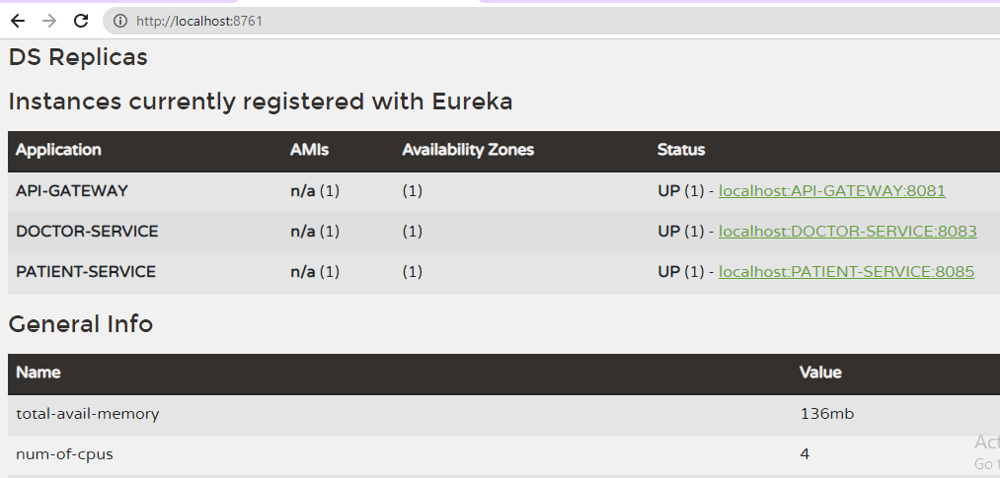 http://localhost:8761
DS Replicas
Instances currently registered with Eureka
Application AMIs Availability Zones Status
API-GATEWAY n/a (1) (1) UP (1) - localhost:API-GATEWAY:8081
DOCTOR-SERVICE n/a (1) (1) UP (1) - localhost:DOCTOR-SERVICE:8083
PATIENT-SERVICE n/a (1) (1) UP (1) - localhost:PATIENT-SERVICE:8085
General Info
Name Value
total-avail-memory 136mb
num-of-cpus 4
Act
Go